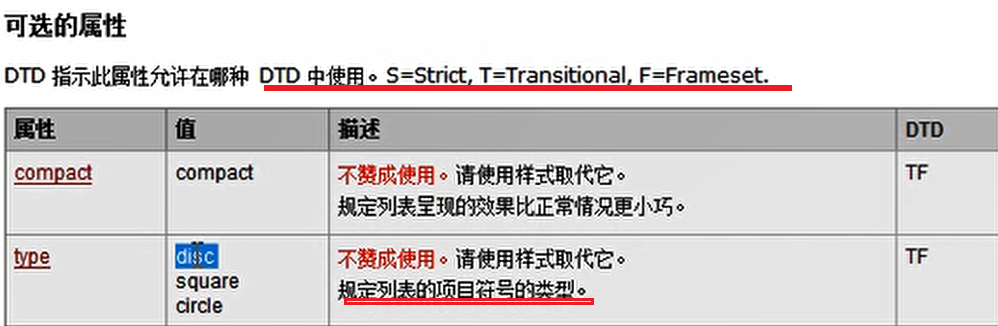 可选的属性
DTD 指示此属性允许在哪种 DTD 中使用。S=Strict, T=Transitional, F=Frameset.
属性 值 描述 DTD
compact compact 不赞成使用。请使用样式取代它。 TF
规定列表呈现的效果比正常情况更小巧。
type disc 不赞成使用。请使用样式取代它。 TF
square 规定列表的项目符号的类型。
circle